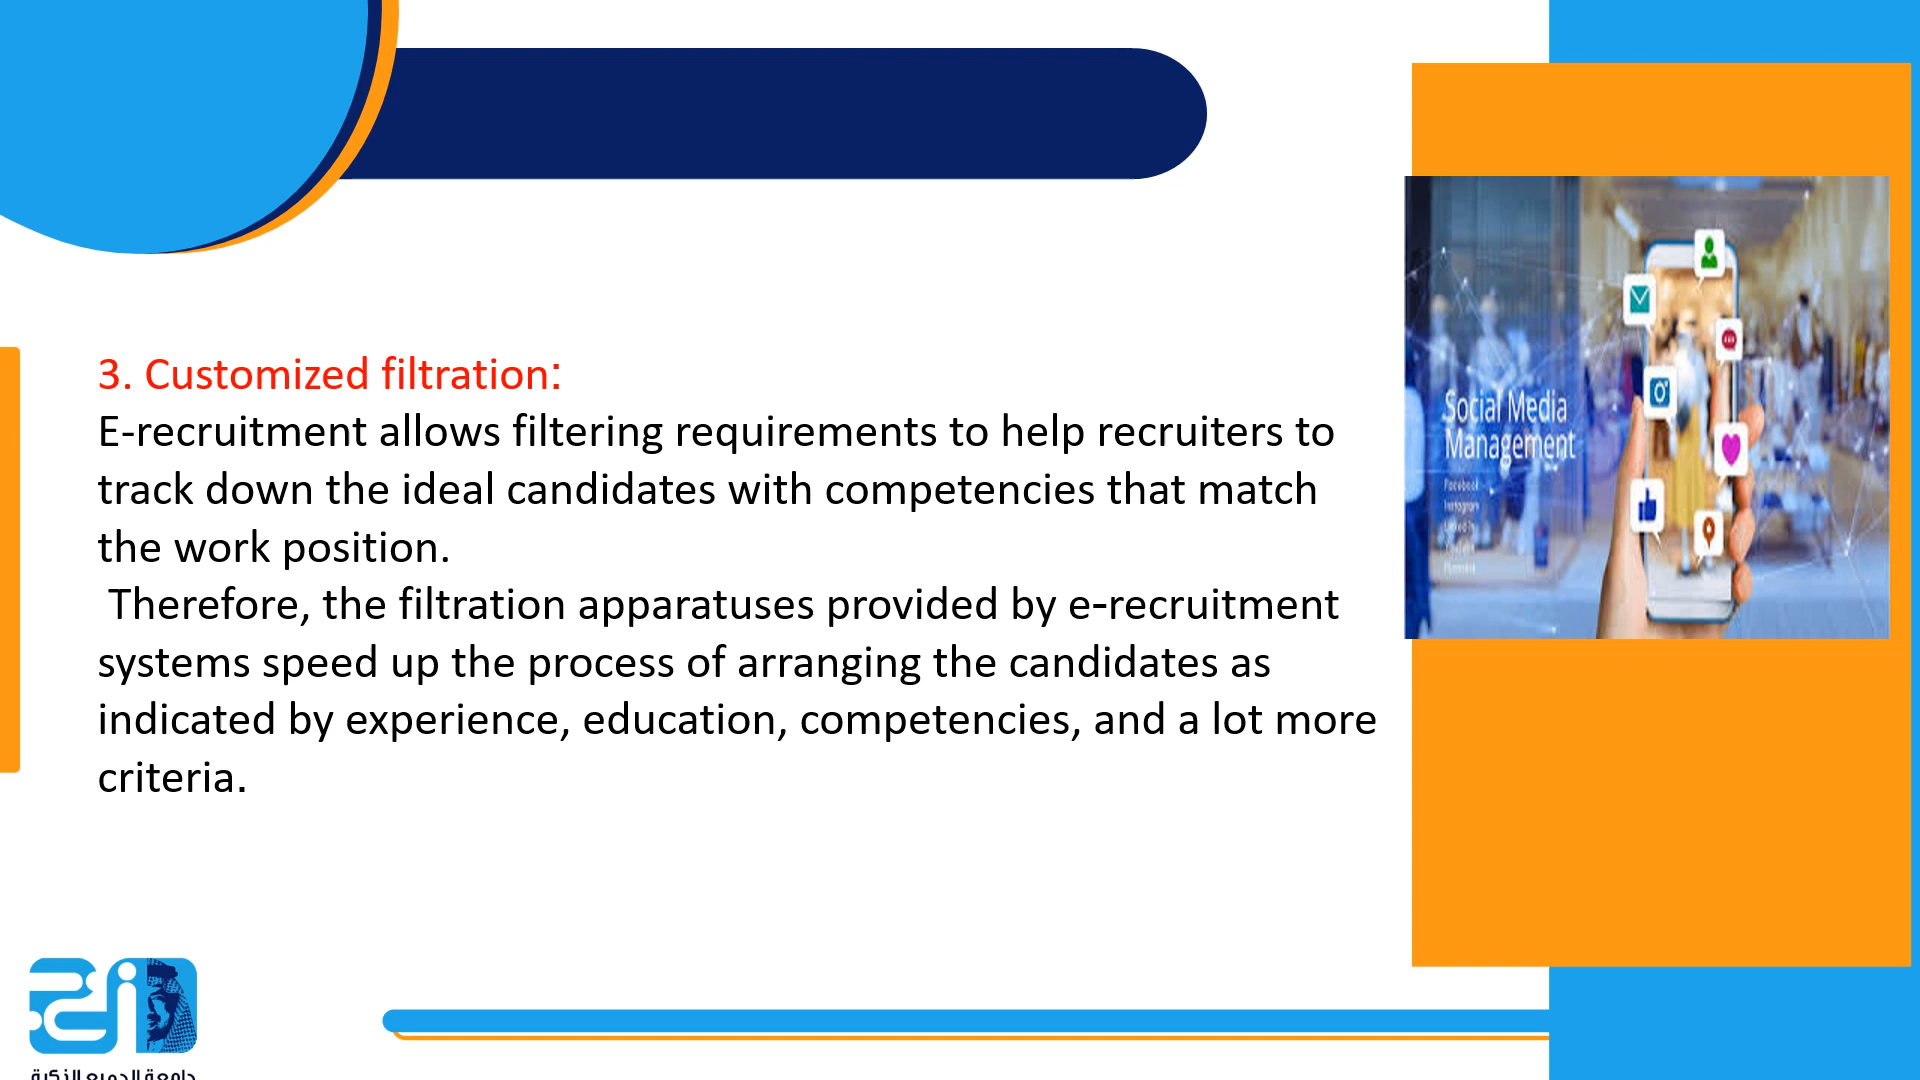 3. Customized filtration:
E-recruitment allows filtering requirements to help recruiters to
track down the ideal candidates with competencies that match
the work position.
Therefore, the filtration apparatuses provided by e-recruitment
systems speed up the process of arranging the candidates as
indicated by experience, education, competencies, and a lot more
criteria.
Social Media
Management
Facebook
Instagram